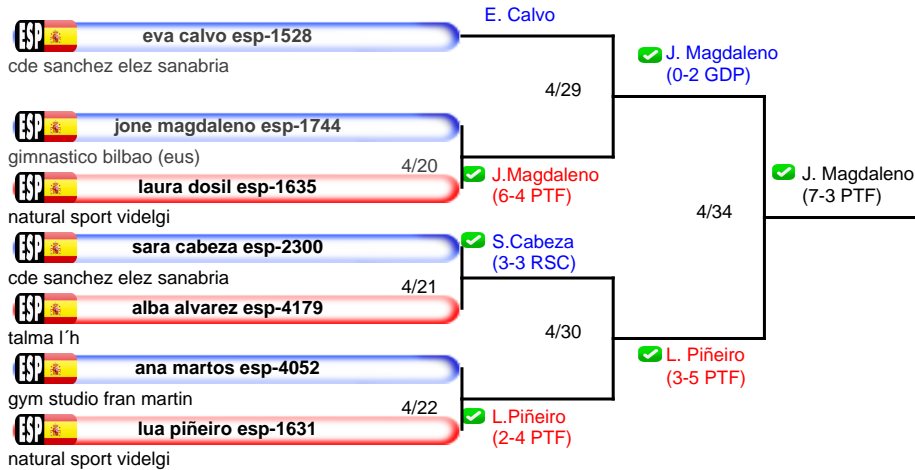 E. Calvo
ESP eva calvo esp-1528
cde sanchez elez sanabria
J. Magdaleno
(0-2 GDP)
4/29
ESP jone magdaleno esp-1744
gimnastico bilbao (eus)
4/20
J.Magdaleno
(6-4 PTF)
J. Magdaleno
(7-3 PTF)
ESP laura dosil esp-1635
natural sport videlgi
4/34
ESP sara cabeza esp-2300
cde sanchez elez sanabria
S.Cabeza
(3-3 RSC)
4/21
ESP alba alvarez esp-4179
talma l´h
4/30
ESP ana martos esp-4052
gym studio fran martin
L. Piñeiro
(3-5 PTF)
4/22
L.Piñeiro
(2-4 PTF)
ESP lua piñeiro esp-1631
natural sport videlgi